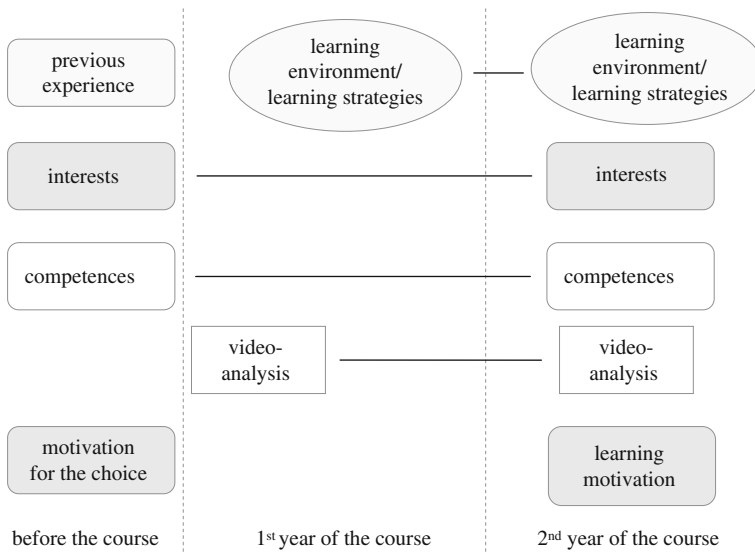 previous
experience
learning
environment/
learning strategies
learning
environment/
learning strategies
interests
interests
competences
competences
video-
analysis
video-
analysis
motivation
for the choice
learning
motivation
before the course
1st year of the course
2nd year of the course